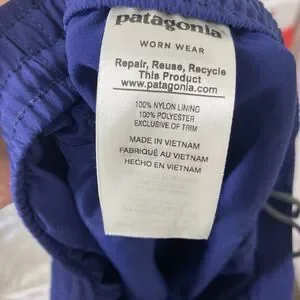 patagonia
WORN WEAR
Repair, Reuse, Recycle
This Product
www.patagonia.com
100% NYLON LINING
100% POLYESTER
EXCLUSIVE OF TRIM
MADE IN VIETNAM
FABRIQUÉ AU VIETNAM
HECHO EN VIETNAM